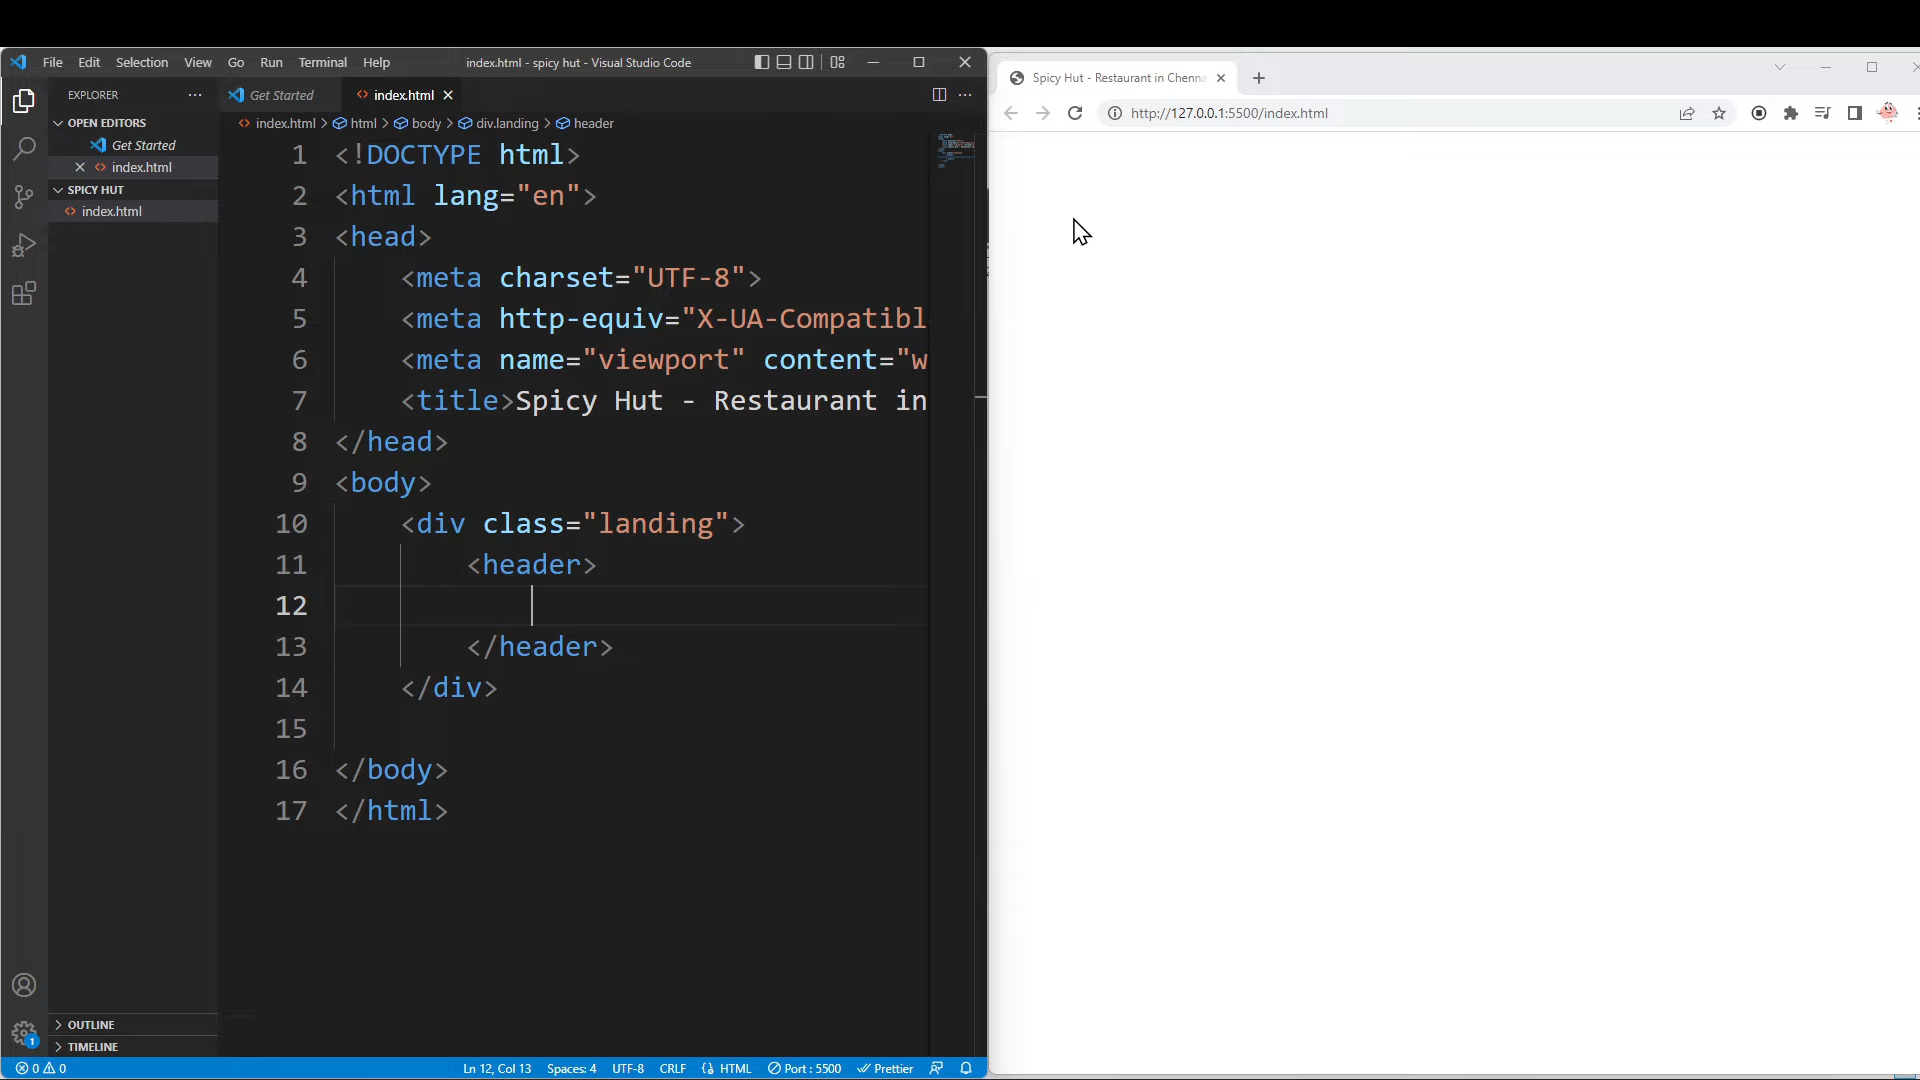 File Edit Selection View Go Run Terminal Help index.html - spicy hut - Visual Studio Code
EXPLORER
OPEN EDITORS
Get Started
index.html
SPICY HUT
index.html
OUTLINE
TIMELINE
1
Get Started index.html
index.html > html > body > div.landing > header
1 <!DOCTYPE html>
2 <html lang="en">
3 <head>
4 <meta charset="UTF-8">
5 <meta http-equiv="X-UA-Compatibl
6 <meta name="viewport" content="w
7 <title>Spicy Hut - Restaurant in
8 </head>
9 <body>
10 <div class="landing">
11 <header>
12
13 </header>
14 </div>
15
16 </body>
17 </html>
0 0 Ln 12, Col 13 Spaces: 4 UTF-8 CRLF HTML Port : 5500 Prettier
Spicy Hut - Restaurant in Chenna
http://127.0.0.1:5500/index.html